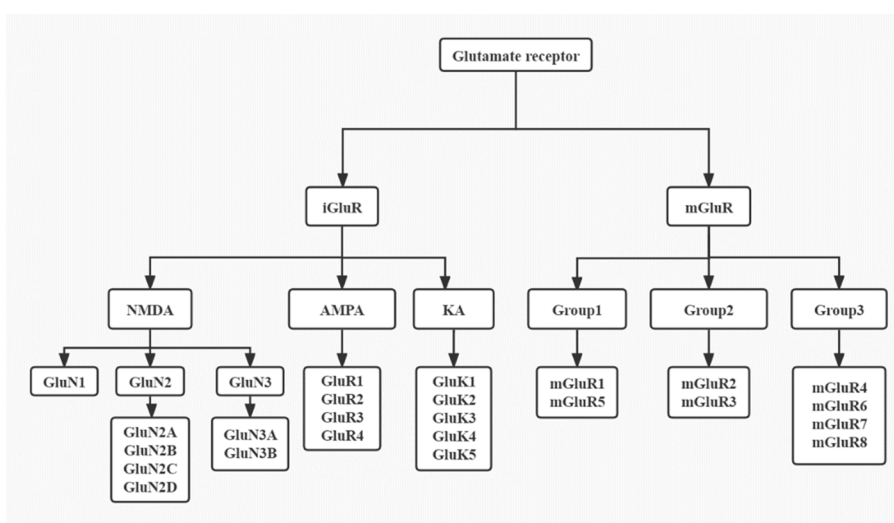 Glutamate receptor
iGluR
mGluR
NMDA
AMPA
KA
Group1
Group2
Group3
GluN1
GluN2
GluN3
GluN2A
GluN2B
GluN2C
GluN2D
GluN3A
GluN3B
GluR1
GluR2
GluR3
GluR4
GluK1
GluK2
GluK3
GluK4
GluK5
mGluR1
mGluR5
mGluR2
mGluR3
mGluR4
mGluR6
mGluR7
mGluR8